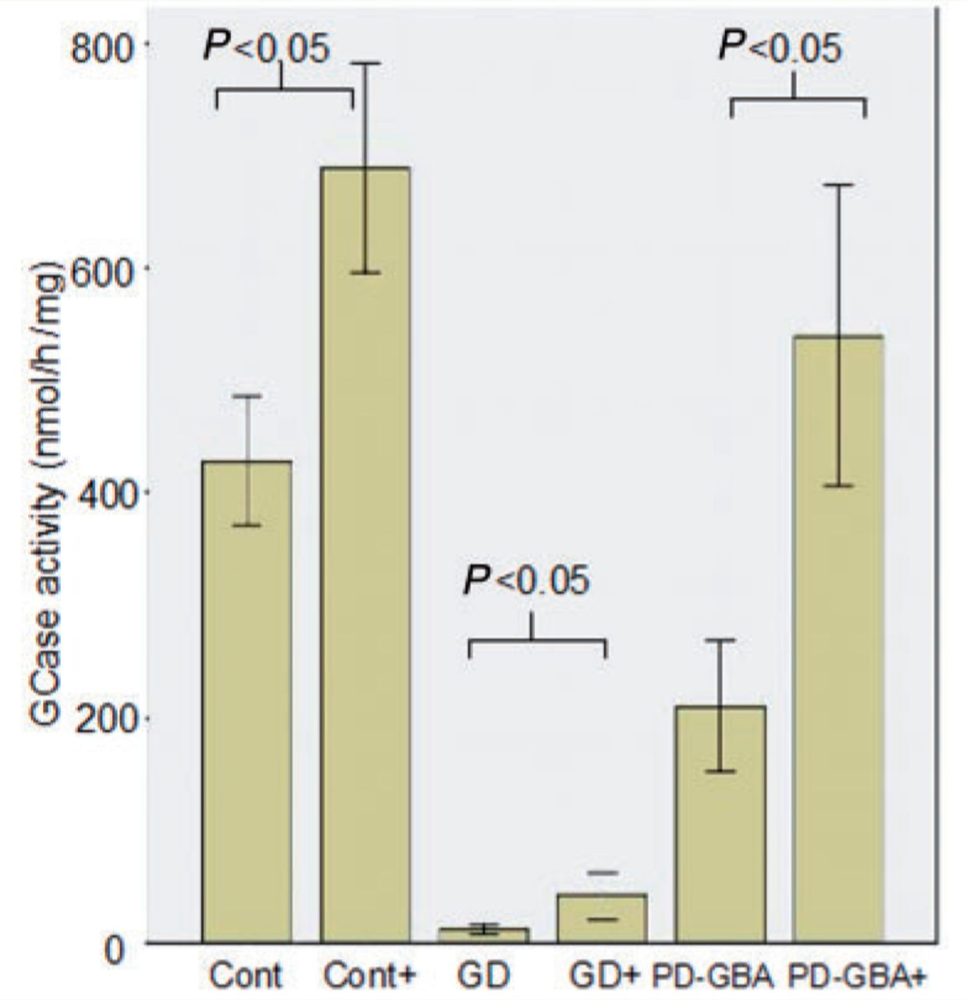 800
P<0.05
P<0.05
600
GCase activity (nmol/h/mg)
400
P<0.05
200
0
Cont Cont+ GD GD+ PD-GBA PD-GBA+